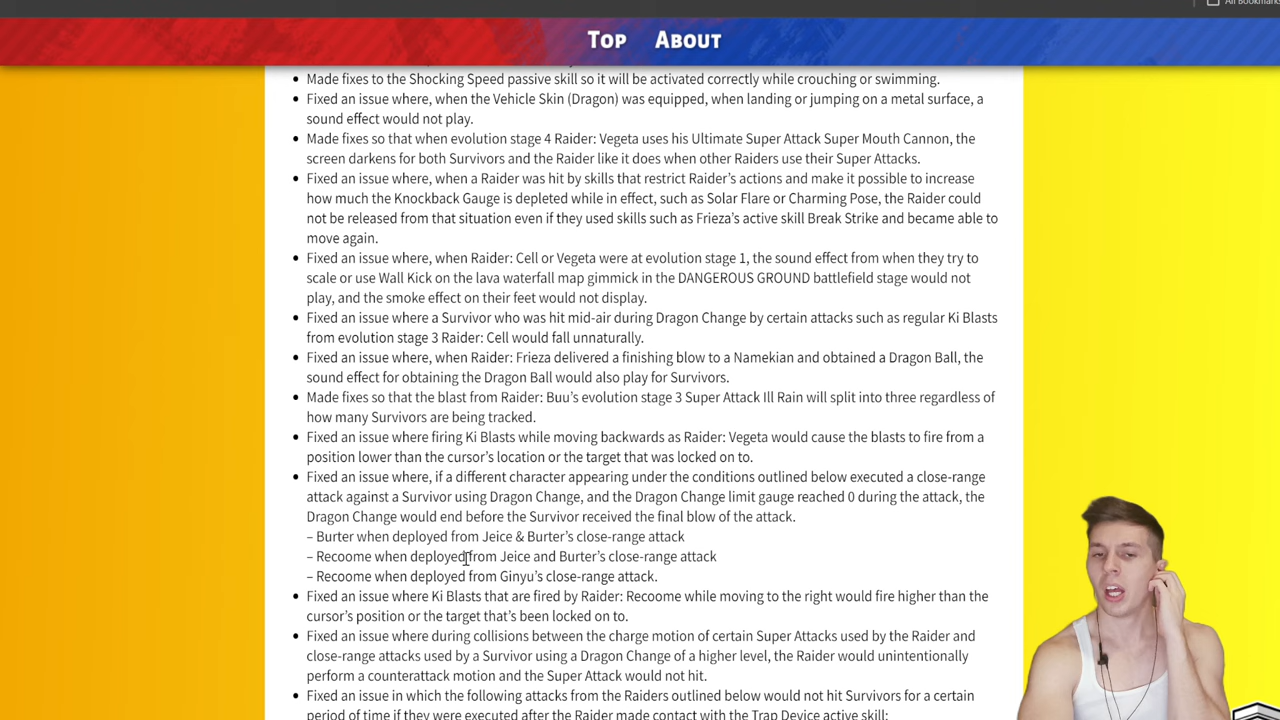 All Bookmarks
Top About
Made fixes to the Shocking Speed passive skill so it will be activated correctly while crouching or swimming.
Fixed an issue where, when the Vehicle Skin (Dragon) was equipped, when landing or jumping on a metal surface, a
sound effect would not play.
Made fixes so that when evolution stage 4 Raider: Vegeta uses his Ultimate Super Attack Super Mouth Cannon, the
screen darkens for both Survivors and the Raider like it does when other Raiders use their Super Attacks.
Fixed an issue where, when a Raider was hit by skills that restrict Raider's actions and make it possible to increase
how much the Knockback Gauge is depleted while in effect, such as Solar Flare or Charming Pose, the Raider could
not be released from that situation even if they used skills such as Frieza's active skill Break Strike and became able to
move again.
Fixed an issue where, when Raider: Cell or Vegeta were at evolution stage 1, the sound effect from when they try to
scale or use Wall Kick on the lava waterfall map gimmick in the DANGEROUS GROUND battlefield stage would not
play, and the smoke effect on their feet would not display.
Fixed an issue where a Survivor who was hit mid-air during Dragon Change by certain attacks such as regular Ki Blasts
from evolution stage 3 Raider: Cell would fall unnaturally.
Fixed an issue where, when Raider: Frieza delivered a finishing blow to a Namekian and obtained a Dragon Ball, the
sound effect for obtaining the Dragon Ball would also play for Survivors.
Made fixes so that the blast from Raider: Buu's evolution stage 3 Super Attack Ill Rain will split into three regardless of
how many Survivors are being tracked.
Fixed an issue where firing Ki Blasts while moving backwards as Raider: Vegeta would cause the blasts to fire from a
position lower than the cursor's location or the target that was locked on to.
Fixed an issue where, if a different character appearing under the conditions outlined below executed a close-range
attack against a Survivor using Dragon Change, and the Dragon Change limit gauge reached 0 during the attack, the
Dragon Change would end before the Survivor received the final blow of the attack.
– Burter when deployed from Jeice & Burter's close-range attack
– Recoome when deployed from Jeice and Burter's close-range attack
– Recoome when deployed from Ginyu's close-range attack.
Fixed an issue where Ki Blasts that are fired by Raider: Recoome while moving to the right would fire higher than the
cursor's position or the target that's been locked on to.
Fixed an issue where during collisions between the charge motion of certain Super Attacks used by the Raider and
close-range attacks used by a Survivor using a Dragon Change of a higher level, the Raider would unintentionally
perform a counterattack motion and the Super Attack would not hit.
Fixed an issue in which the following attacks from the Raiders outlined below would not hit Survivors for a certain
period of time if they were executed after the Raider made contact with the Trap Device active skill: